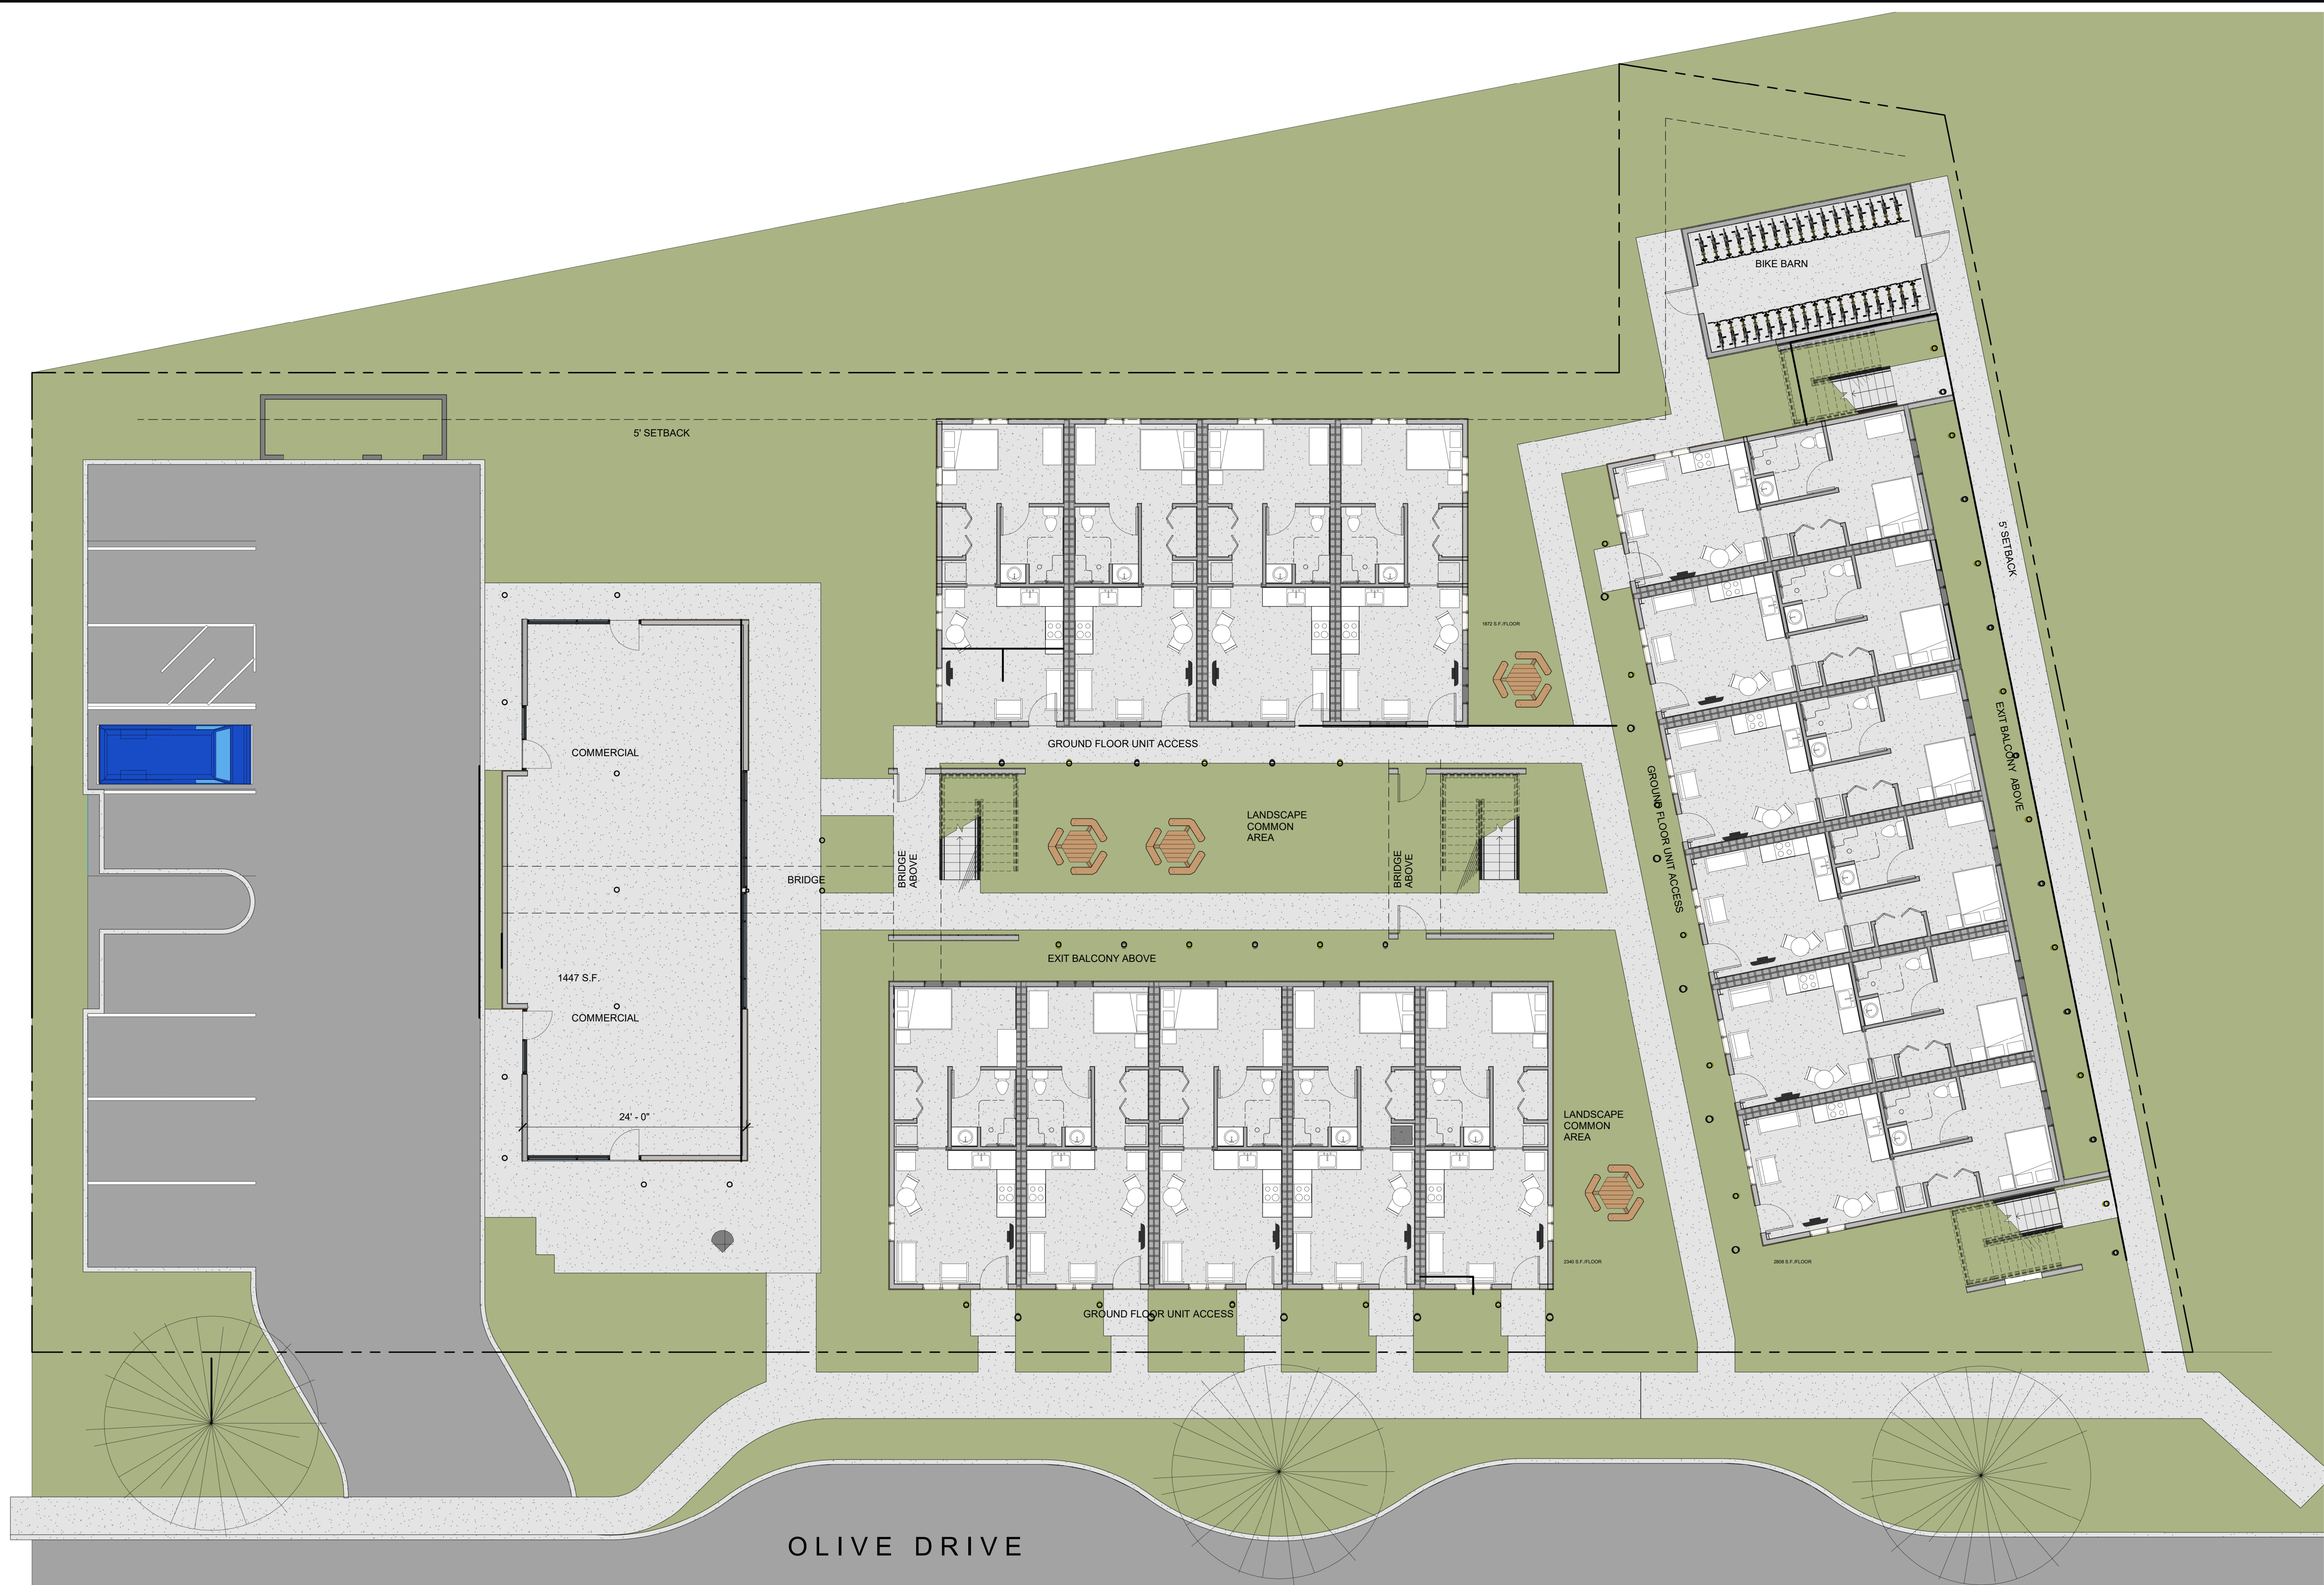 BIKE BARN
5' SETBACK
5' SETBACK
1872 S.F./FLOOR
COMMERCIAL
GROUND FLOOR UNIT ACCESS
EXIT BALCONY ABOVE
GROUND FLOOR UNIT ACCESS
LANDSCAPE
COMMON
AREA
BRIDGE
BRIDGE
ABOVE
BRIDGE
ABOVE
EXIT BALCONY ABOVE
1447 S.F.
COMMERCIAL
24' - 0"
LANDSCAPE
COMMON
AREA
2340 S.F./FLOOR
2808 S.F./FLOOR
GROUND FLOOR UNIT ACCESS
OLIVE DRIVE